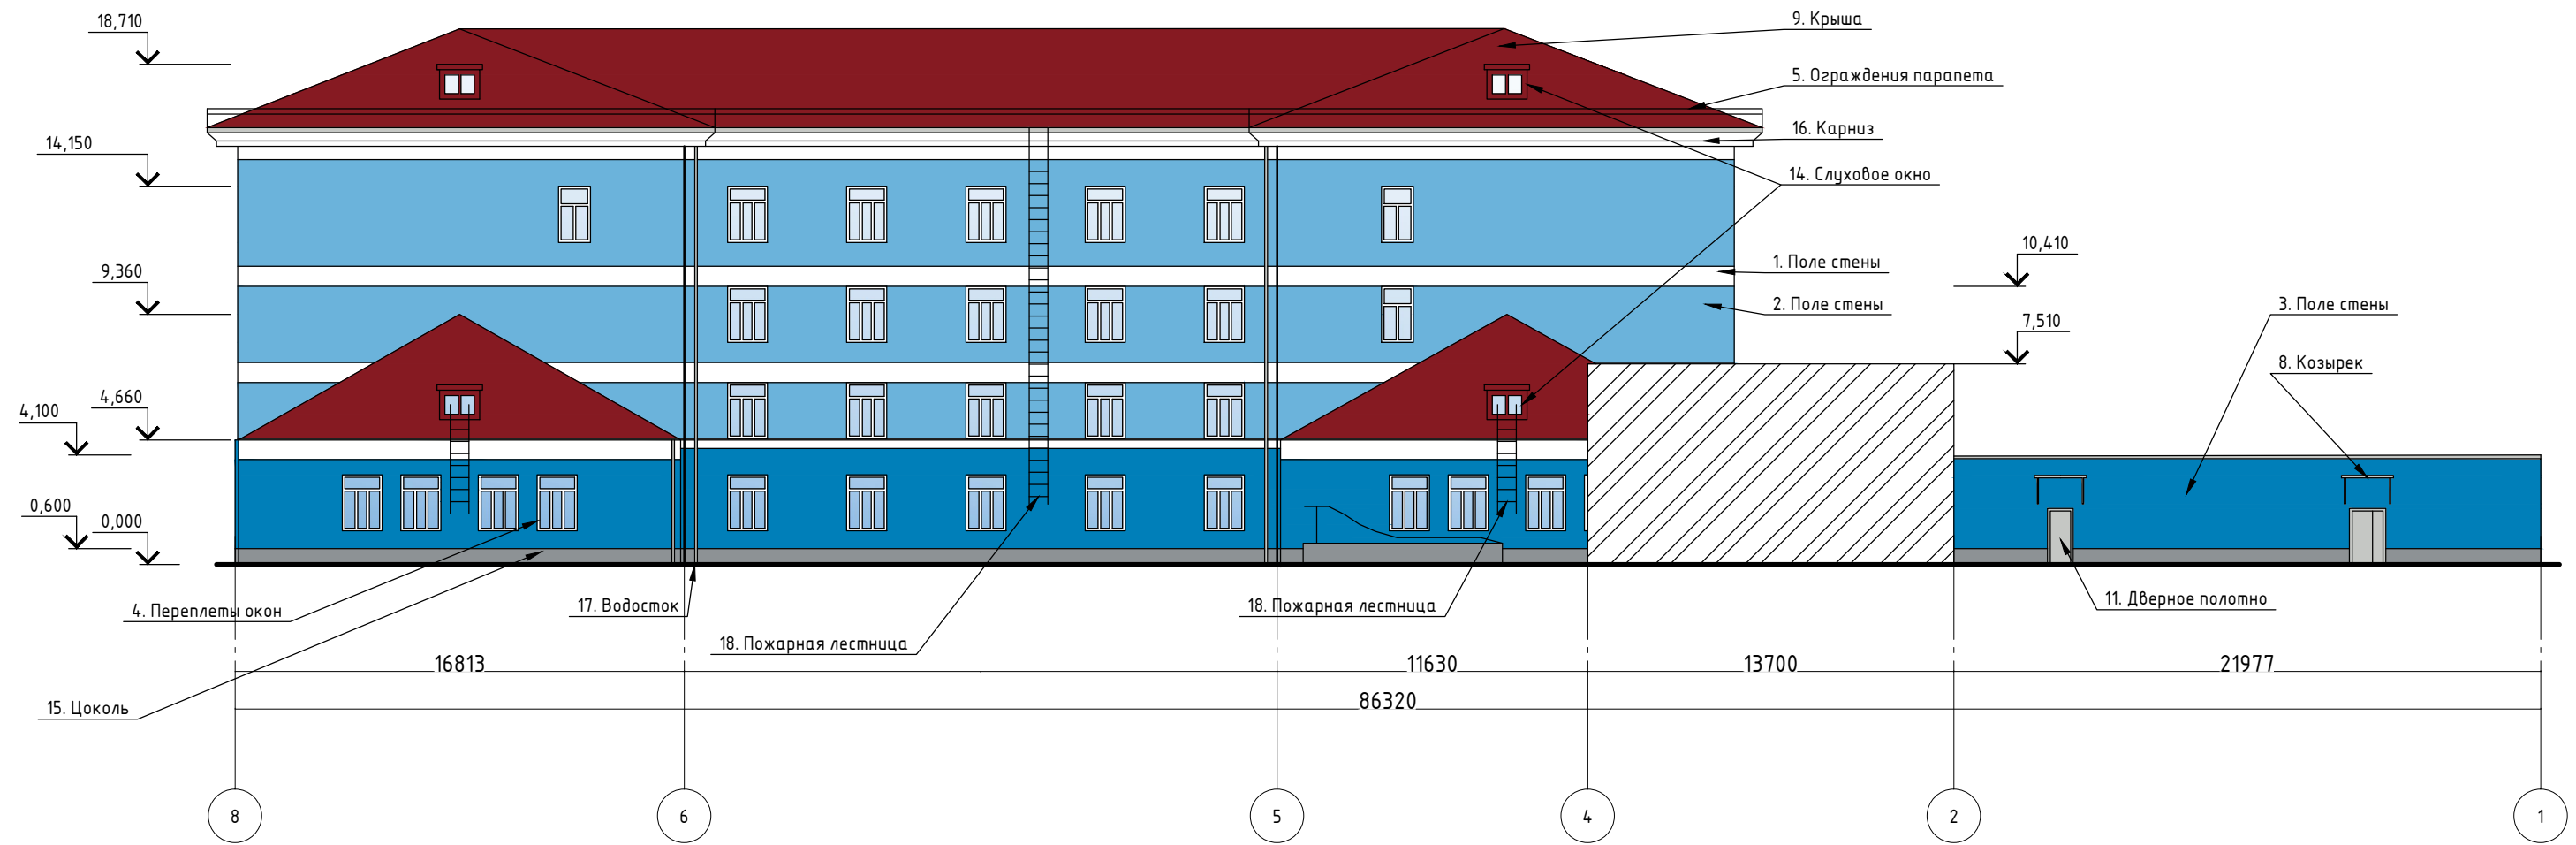 18,710
9. Крыша
5. Ограждения парапета
16. Карниз
14,150
14. Слуховое окно
10,410
1. Поле стены
9,360
2. Поле стены
3. Поле стены
7,510
8. Козырек
4,660
4,100
0,600
0,000
4. Переплеты окон
17. Водосток
18. Пожарная лестница
11. Дверное полотно
18. Пожарная лестница
16813
11630
13700
21977
15. Цоколь
86320
8
6
5
4
2
1